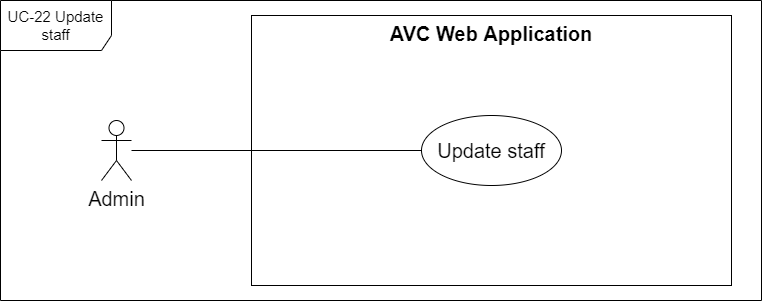 UC-22 Update
staff
AVC Web Application
Update staff
Admin